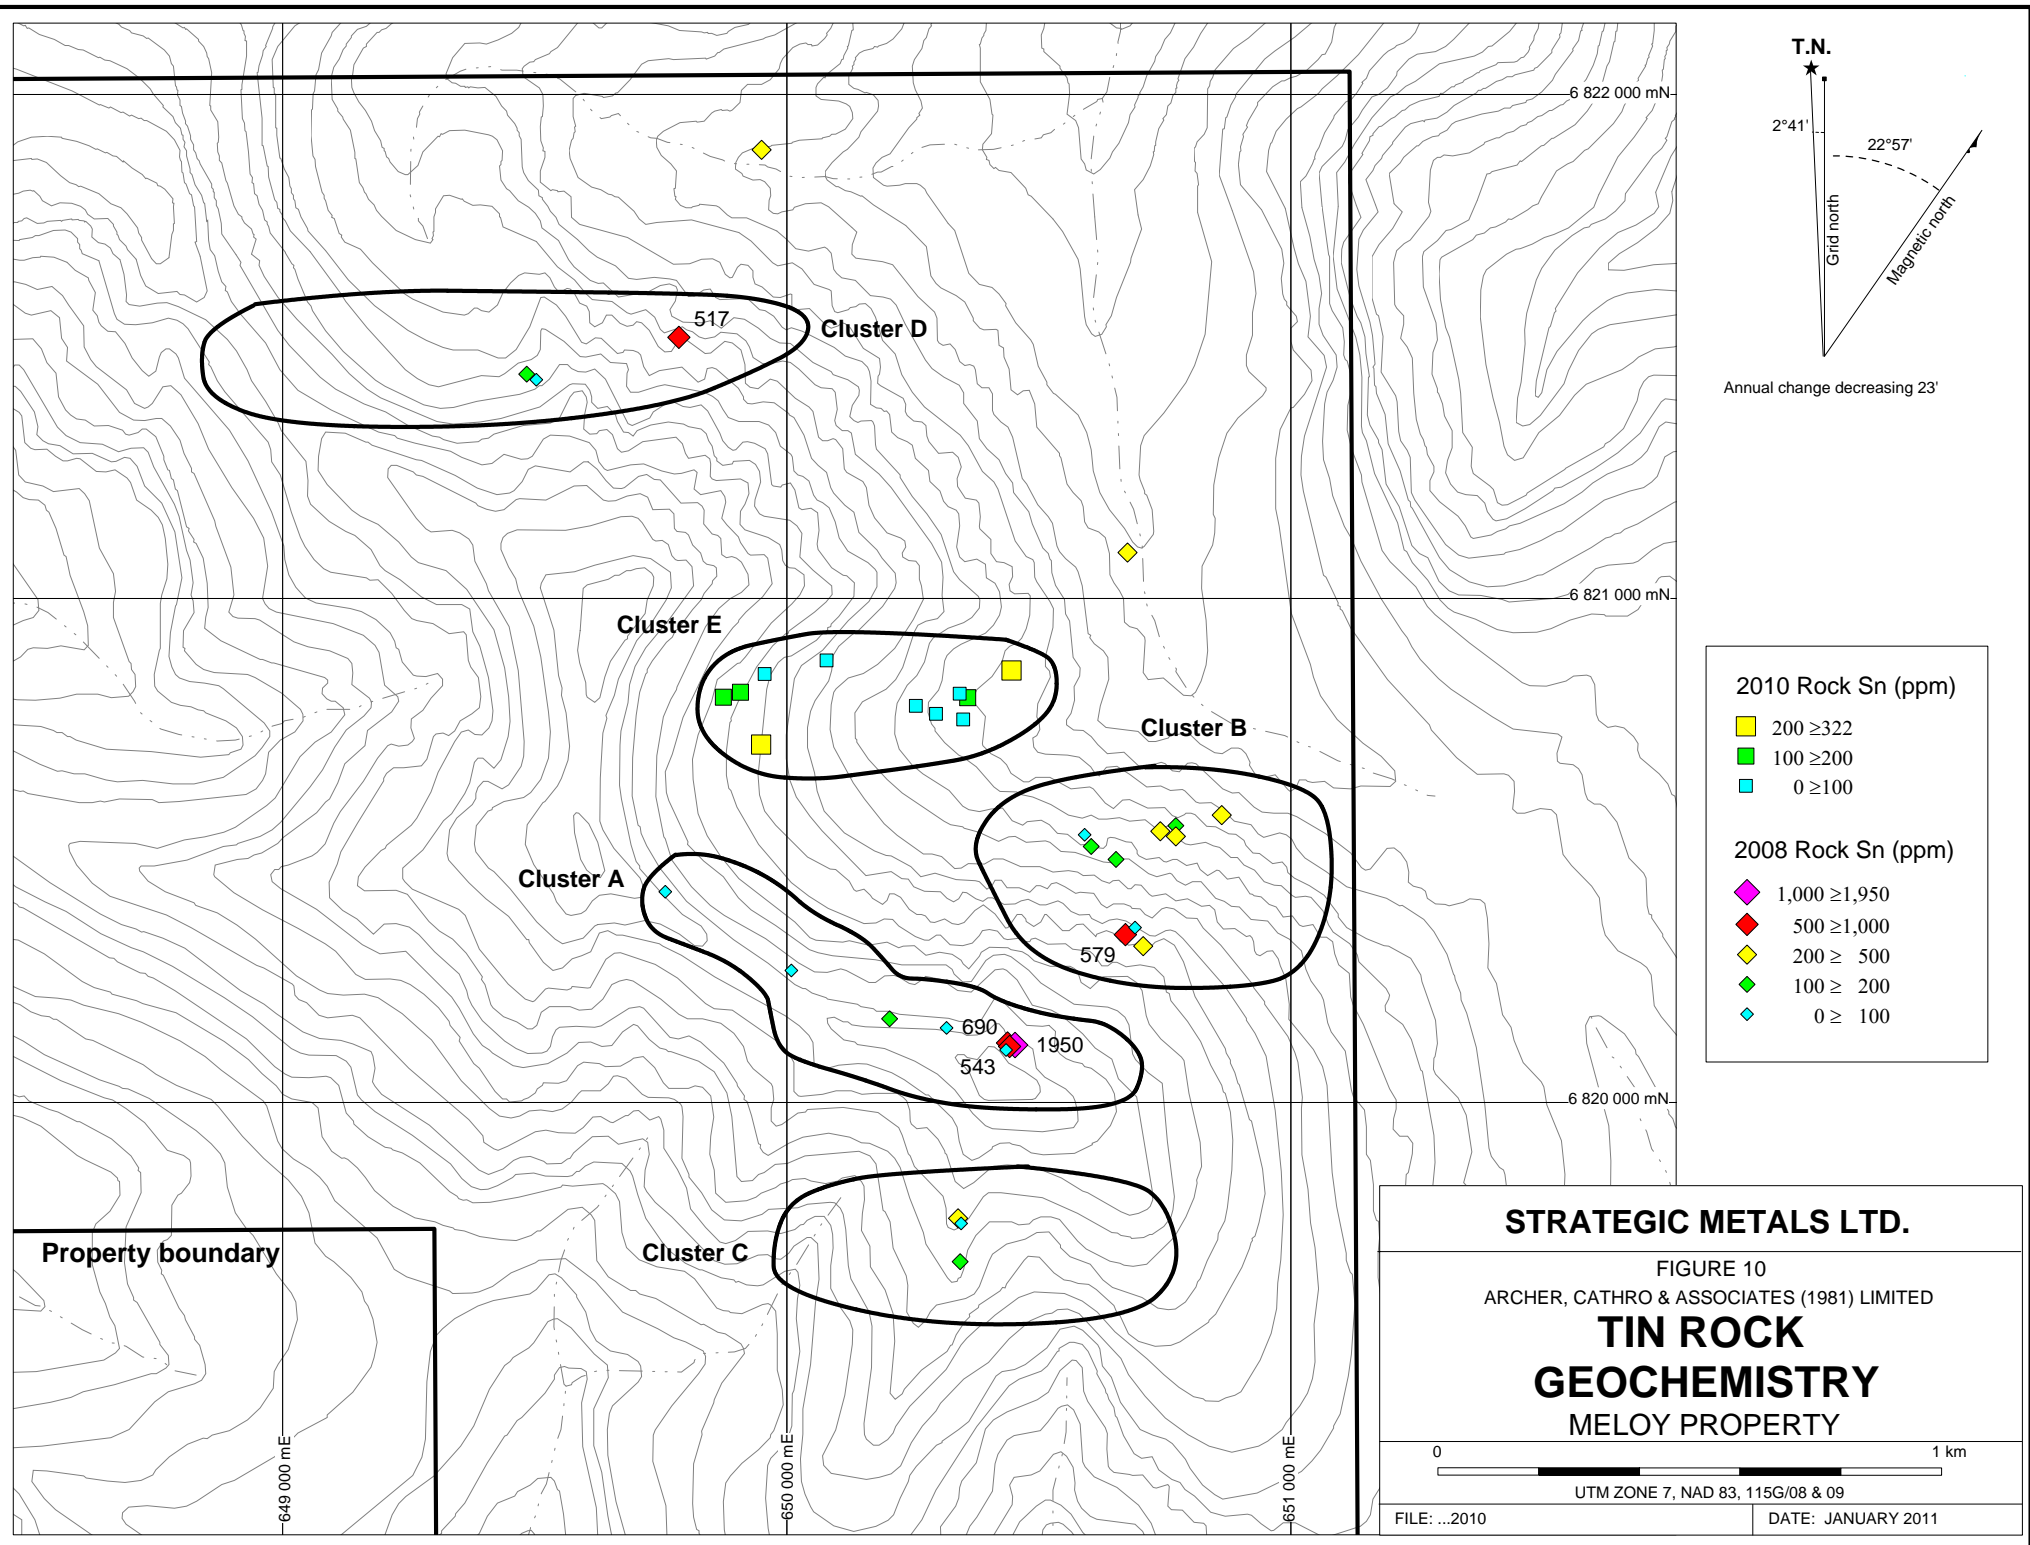 T.N.
6 822 000 mN
2°41'
22°57'
Grid north
Magnetic north
517
Cluster D
Annual change decreasing 23'
6 821 000 mN
Cluster E
2010 Rock Sn (ppm)
200 ≥322
100 ≥200
0 ≥100
Cluster B
2008 Rock Sn (ppm)
1,000 ≥1,950
500 ≥1,000
200 ≥ 500
100 ≥ 200
0 ≥ 100
Cluster A
579
690
1950
543
6 820 000 mN
Cluster C
Property boundary
649 000 mE
650 000 mE
651 000 mE
STRATEGIC METALS LTD.
FIGURE 10
ARCHER, CATHRO & ASSOCIATES (1981) LIMITED
TIN ROCK
GEOCHEMISTRY
MELOY PROPERTY
0 1 km
UTM ZONE 7, NAD 83, 115G/08 & 09
FILE: ...2010 DATE: JANUARY 2011